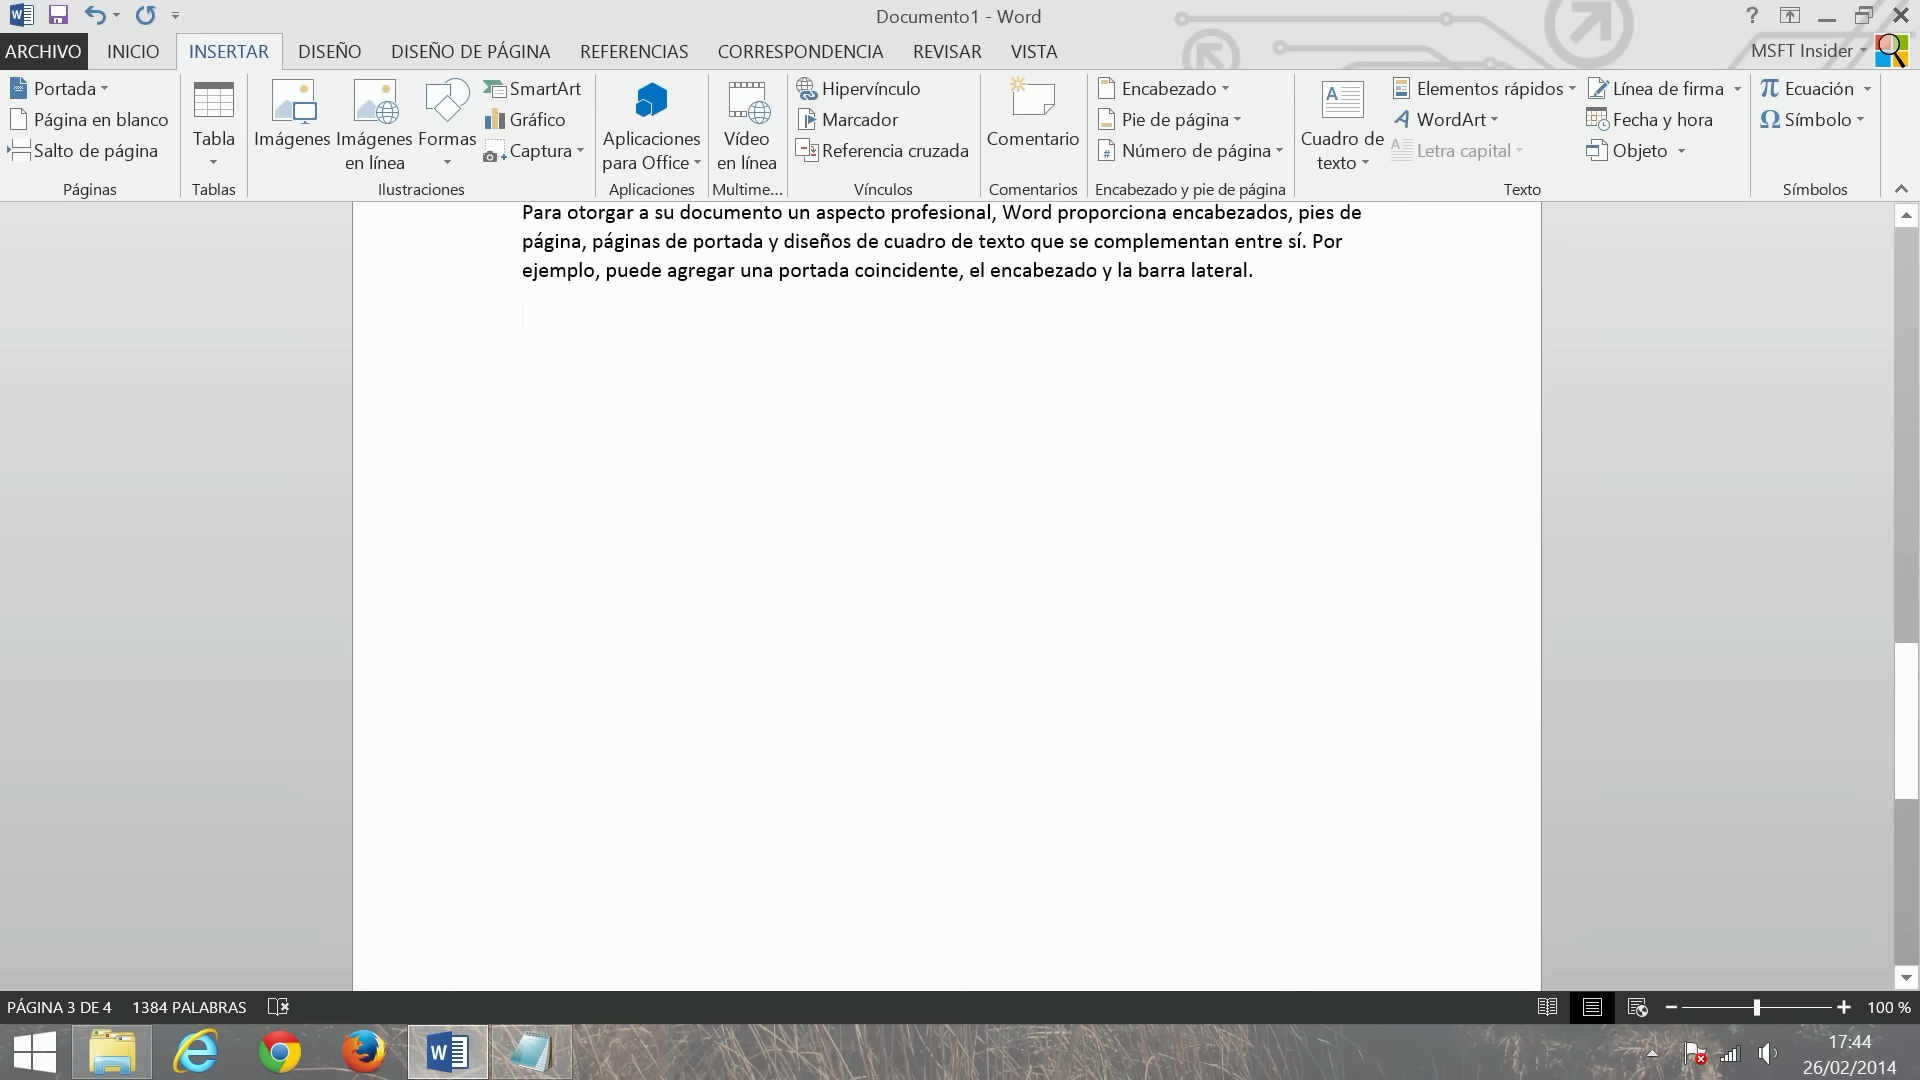 Documento1 - Word
?
ARCHIVO INICIO INSERTAR DISEÑO DISEÑO DE PÁGINA REFERENCIAS CORRESPONDENCIA REVISAR VISTA MSFT Insider
Portada
Página en blanco
Salto de página
Páginas
Tabla
Tablas
Imágenes
Imágenes
en línea
Formas
SmartArt
Gráfico
Captura
Ilustraciones
Aplicaciones
para Office
Aplicaciones
Vídeo
en línea
Multime...
Hipervínculo
Marcador
Referencia cruzada
Vínculos
Comentario
Comentarios
Encabezado
Pie de página
Número de página
Encabezado y pie de página
Cuadro de
texto
Elementos rápidos
WordArt
Letra capital
Línea de firma
Fecha y hora
Objeto
Texto
Ecuación
Símbolo
Símbolos
Para otorgar a su documento un aspecto profesional, Word proporciona encabezados, pies de
página, páginas de portada y diseños de cuadro de texto que se complementan entre sí. Por
ejemplo, puede agregar una portada coincidente, el encabezado y la barra lateral.
PÁGINA 3 DE 4 1384 PALABRAS 100 %
17:44
26/02/2014